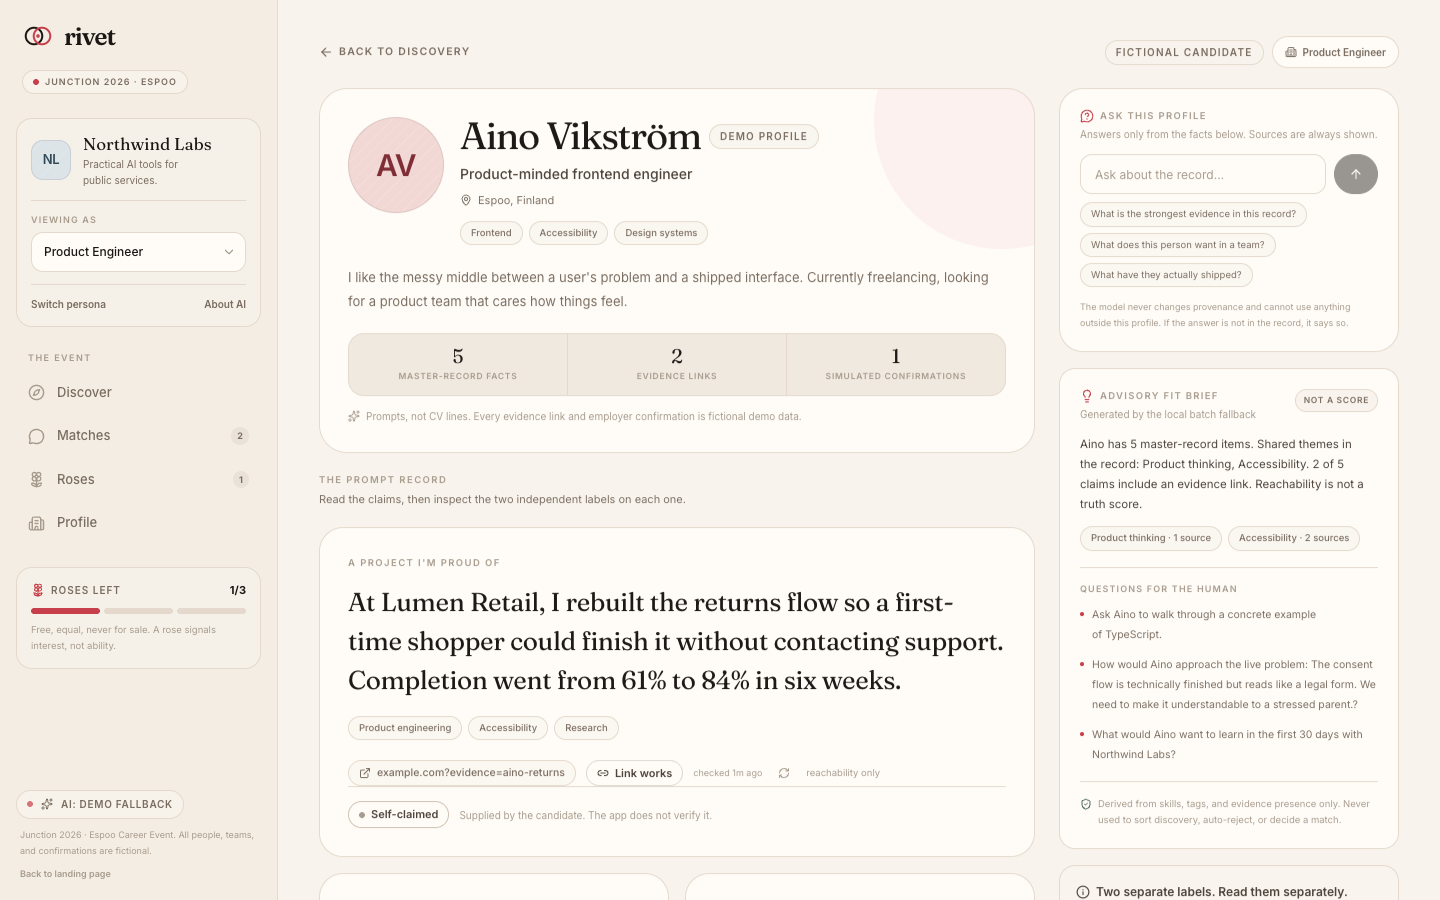 rivet
JUNCTION 2026 · ESPOO
NL
Northwind Labs
Practical AI tools for
public services.
VIEWING AS
Product Engineer
Switch persona
About AI
THE EVENT
Discover
Matches
2
Roses
1
Profile
ROSES LEFT
1/3
Free, equal, never for sale. A rose signals
interest, not ability.
AI: DEMO FALLBACK
Junction 2026 · Espoo Career Event. All people, teams,
and confirmations are fictional.
Back to landing page
BACK TO DISCOVERY
FICTIONAL CANDIDATE
Product Engineer
AV
Aino Vikström
DEMO PROFILE
Product-minded frontend engineer
Espoo, Finland
Frontend
Accessibility
Design systems
I like the messy middle between a user's problem and a shipped interface. Currently freelancing, looking
for a product team that cares how things feel.
5
MASTER-RECORD FACTS
2
EVIDENCE LINKS
1
SIMULATED CONFIRMATIONS
Prompts, not CV lines. Every evidence link and employer confirmation is fictional demo data.
THE PROMPT RECORD
Read the claims, then inspect the two independent labels on each one.
A PROJECT I'M PROUD OF
At Lumen Retail, I rebuilt the returns flow so a first-
time shopper could finish it without contacting support.
Completion went from 61% to 84% in six weeks.
Product engineering
Accessibility
Research
example.com?evidence=aino-returns
Link works
checked 1m ago
reachability only
Self-claimed
Supplied by the candidate. The app does not verify it.
ASK THIS PROFILE
Answers only from the facts below. Sources are always shown.
Ask about the record...
What is the strongest evidence in this record?
What does this person want in a team?
What have they actually shipped?
The model never changes provenance and cannot use anything
outside this profile. If the answer is not in the record, it says so.
ADVISORY FIT BRIEF
NOT A SCORE
Generated by the local batch fallback
Aino has 5 master-record items. Shared themes in
the record: Product thinking, Accessibility. 2 of 5
claims include an evidence link. Reachability is not a
truth score.
Product thinking · 1 source
Accessibility · 2 sources
QUESTIONS FOR THE HUMAN
Ask Aino to walk through a concrete example
of TypeScript.
How would Aino approach the live problem: The consent
flow is technically finished but reads like a legal form. We
need to make it understandable to a stressed parent.?
What would Aino want to learn in the first 30 days with
Northwind Labs?
Derived from skills, tags, and evidence presence only. Never
used to sort discovery, auto-reject, or decide a match.
Two separate labels. Read them separately.